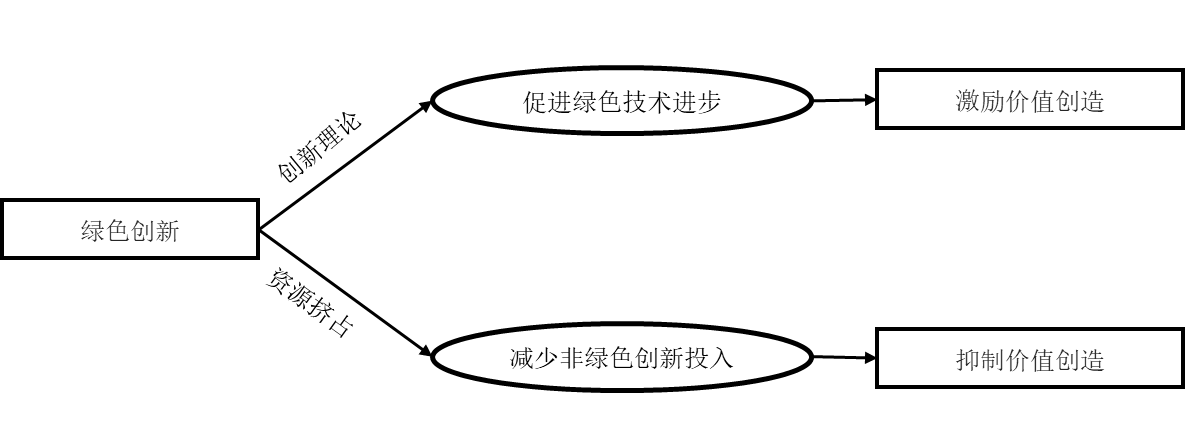 促进绿色技术进步
激励价值创造
创新理论
绿色创新
资源挤占
减少非绿色创新投入
抑制价值创造